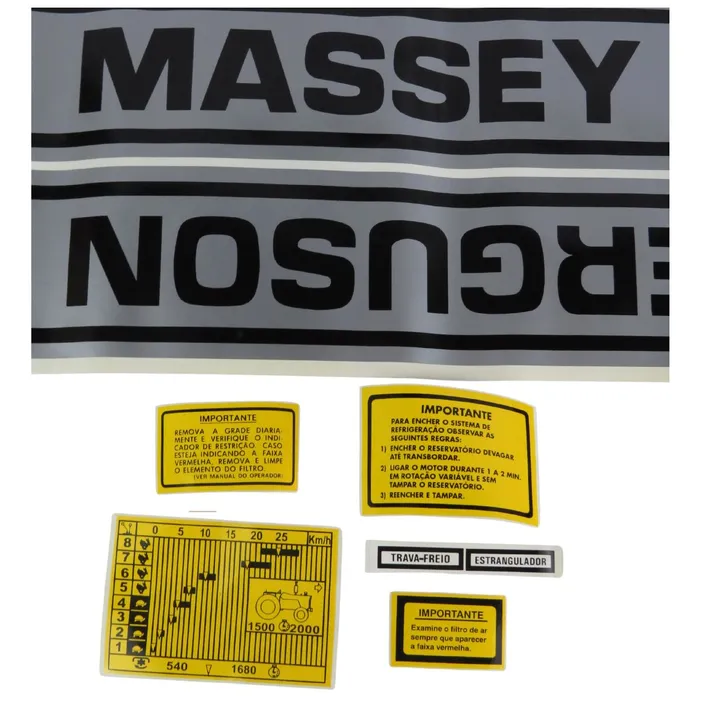 MASSEY
FERGUSON
IMPORTANTE
REMOVA A GRADE DIARIA-
MENTE E VERIFIQUE O INDI-
CADOR DE RESTRIÇÃO. CASO
ESTEJA INDICANDO A FAIXA
VERMELHA, REMOVA E LIMPE
O ELEMENTO DO FILTRO.
(VER MANUAL DO OPERADOR)
IMPORTANTE
PARA ENCHER O SISTEMA DE
REFRIGERAÇÃO OBSERVAR AS
SEGUINTES REGRAS:
1) ENCHER O RESERVATÓRIO DEVAGAR
ATÉ TRANSBORDAR.
2) LIGAR O MOTOR DURANTE 1 A 2 MIN.
EM ROTAÇÃO VARIÁVEL E SEM
TAMPAR O RESERVATÓRIO.
3) REENCHER E TAMPAR.
0 5 10 15 20 25 Km/h
8
7
6
5
4
3
2
1
1500 2000
540 1680
TRAVA-FREIO ESTRANGULADOR
IMPORTANTE
Examine o filtro de ar
sempre que aparecer
a faixa vermelha.